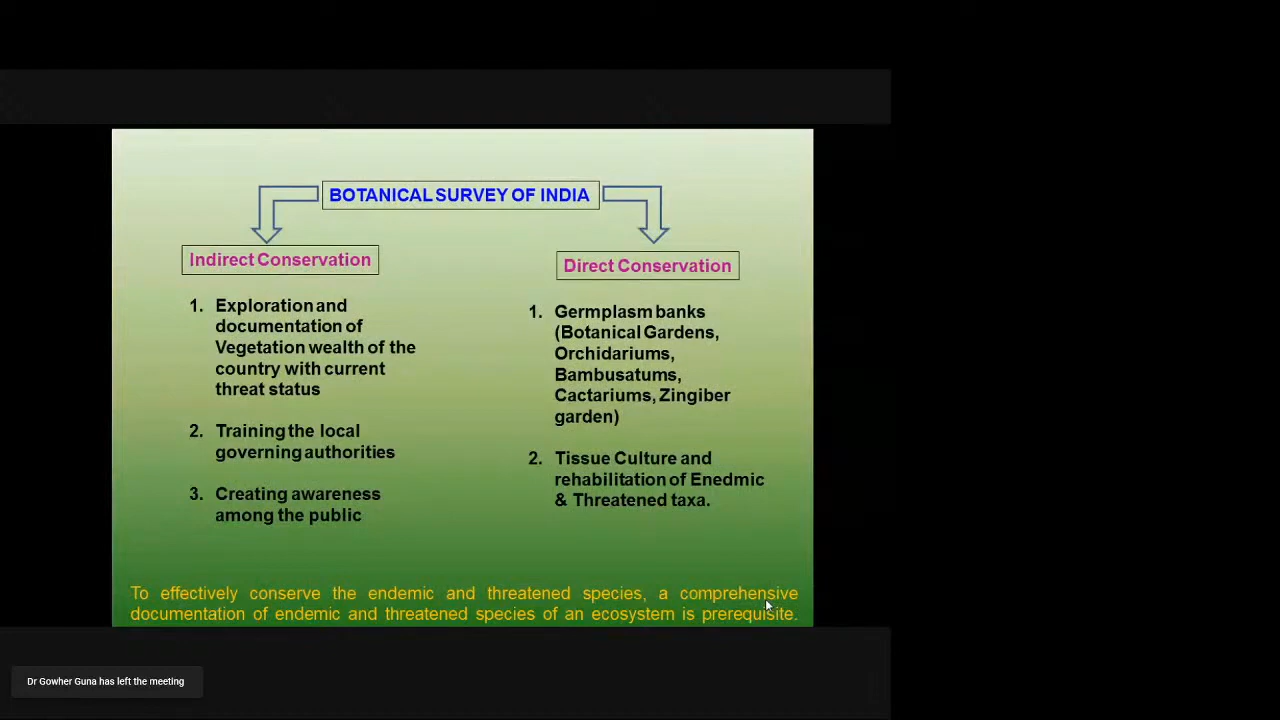 BOTANICAL SURVEY OF INDIA
Indirect Conservation
1. Exploration and
documentation of
Vegetation wealth of the
country with current
threat status
2. Training the local
governing authorities
3. Creating awareness
among the public
Direct Conservation
1. Germplasm banks
(Botanical Gardens,
Orchidariums,
Bambusatums,
Cactariums, Zingiber
garden)
2. Tissue Culture and
rehabilitation of Enedmic
& Threatened taxa.
To effectively conserve the endemic and threatened species, a comprehensive
documentation of endemic and threatened species of an ecosystem is prerequisite.
Dr Gowher Guna has left the meeting